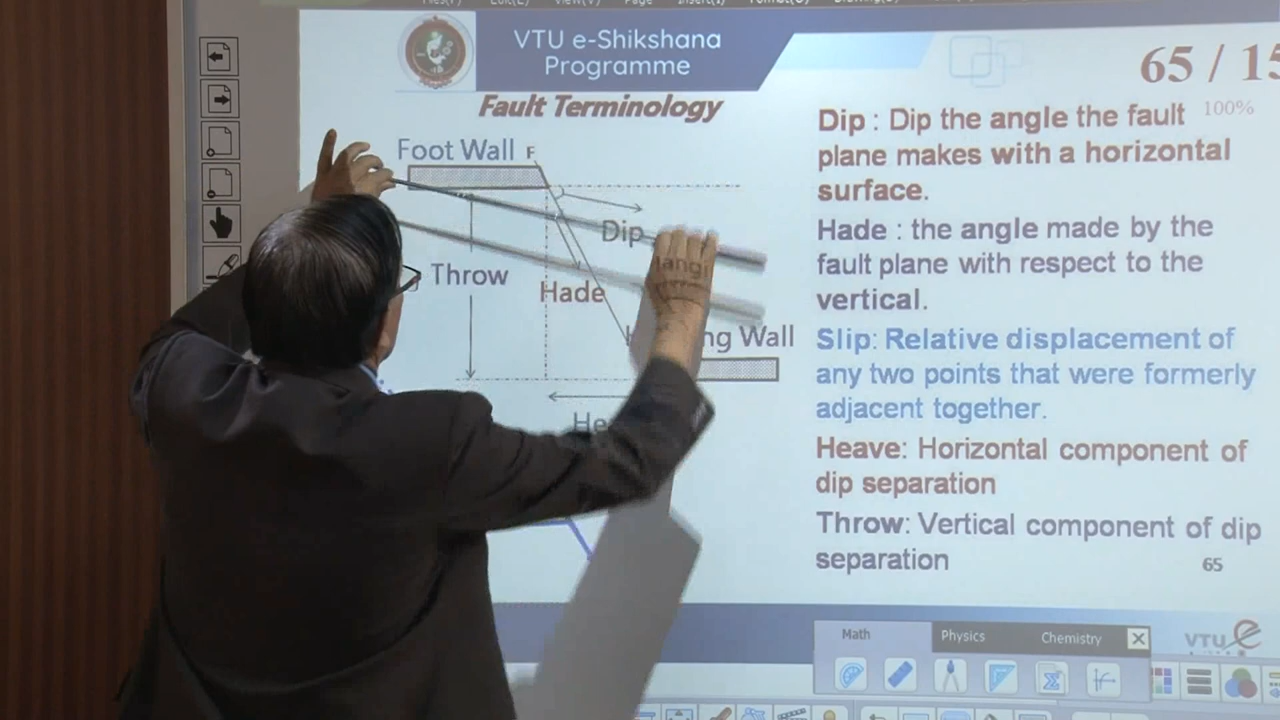 VTU e-Shikshana
Programme
65 / 15
100%
Fault Terminology
Foot Wall F
Dip
Throw
Hade
ng Wall
He
Dip : Dip the angle the fault
plane makes with a horizontal
surface.
Hade : the angle made by the
fault plane with respect to the
vertical.
Slip: Relative displacement of
any two points that were formerly
adjacent together.
Heave: Horizontal component of
dip separation
Throw: Vertical component of dip
separation
65
Math Physics Chemistry
VTU e